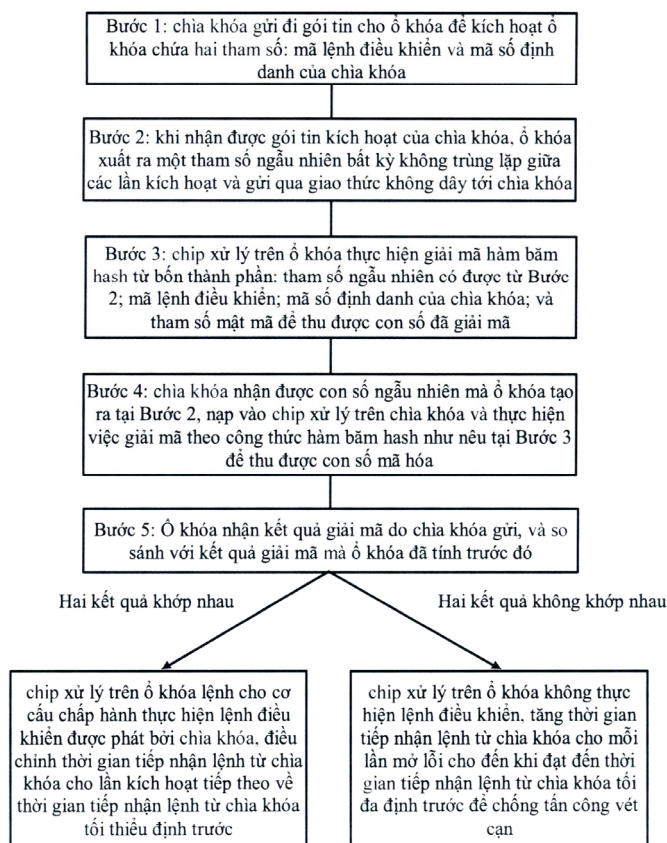 Bước 1: chìa khóa gửi đi gói tin cho ổ khóa để kích hoạt ổ
khóa chứa hai tham số: mã lệnh điều khiển và mã số định
danh của chìa khóa
Bước 2: khi nhận được gói tin kích hoạt của chìa khóa, ổ khóa
xuất ra một tham số ngẫu nhiên bất kỳ không trùng lặp giữa
các lần kích hoạt và gửi qua giao thức không dây tới chìa khóa
Bước 3: chip xử lý trên ổ khóa thực hiện giải mã hàm băm
hash từ bốn thành phần: tham số ngẫu nhiên có được từ Bước
2; mã lệnh điều khiển; mã số định danh của chìa khóa; và
tham số mật mã để thu được con số đã giải mã
Bước 4: chìa khóa nhận được con số ngẫu nhiên mà ổ khóa tạo
ra tại Bước 2, nạp vào chip xử lý trên chìa khóa và thực hiện
việc giải mã theo công thức hàm băm hash như nêu tại Bước 3
để thu được con số mã hóa
Bước 5: Ổ khóa nhận kết quả giải mã do chìa khóa gửi, và so
sánh với kết quả giải mã mà ổ khóa đã tính trước đó
Hai kết quả khớp nhau
Hai kết quả không khớp nhau
chip xử lý trên ổ khóa lệnh cho cơ
cấu chấp hành thực hiện lệnh điều
khiển được phát bởi chìa khóa, điều
chỉnh thời gian tiếp nhận lệnh từ chìa
khóa cho lần kích hoạt tiếp theo về
thời gian tiếp nhận lệnh từ chìa khóa
tối thiểu định trước
chip xử lý trên ổ khóa không thực
hiện lệnh điều khiển, tăng thời gian
tiếp nhận lệnh từ chìa khóa cho mỗi
lần mở lỗi cho đến khi đạt đến thời
gian tiếp nhận lệnh từ chìa khóa tối
đa định trước để chống tấn công vét
cạn